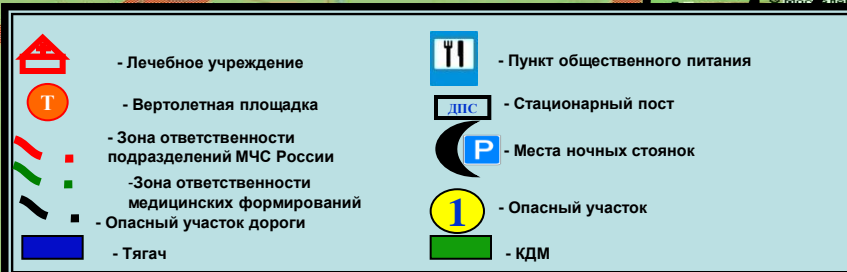 - Лечебное учреждение
Т
- Вертолетная площадка
- Зона ответственности
подразделений МЧС России
-Зона ответственности
медицинских формирований
- Опасный участок дороги
- Тягач
- Пункт общественного питания
ДПС
- Стационарный пост
P
- Места ночных стоянок
1
- Опасный участок
- КДМ